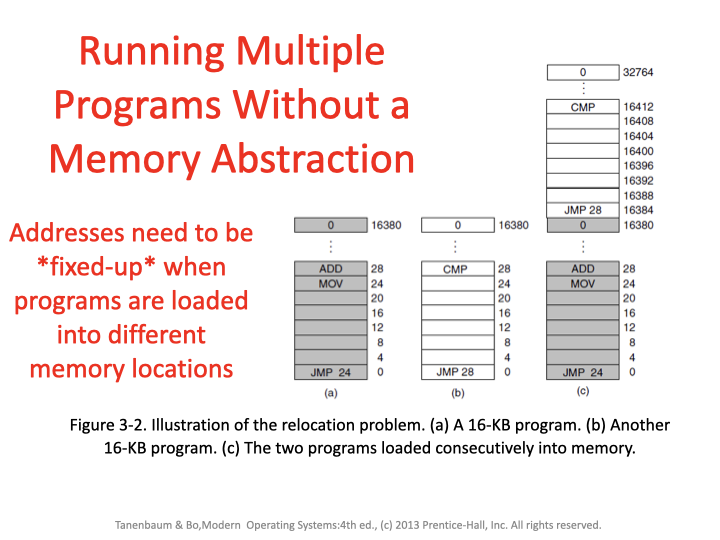 Running Multiple
Programs Without a
Memory Abstraction
Addresses need to be
*fixed-up* when
programs are loaded
into different
memory locations
0 16380
⋮
ADD 28
MOV 24
20
16
12
8
4
JMP 24 0
(a)
0 16380
⋮
CMP 28
24
20
16
12
8
4
JMP 28 0
(b)
0 32764
⋮
CMP 16412
16408
16404
16400
16396
16392
16388
JMP 28 16384
0 16380
⋮
ADD 28
MOV 24
20
16
12
8
4
JMP 24 0
(c)
Figure 3-2. Illustration of the relocation problem. (a) A 16-KB program. (b) Another
16-KB program. (c) The two programs loaded consecutively into memory.
Tanenbaum & Bo,Modern Operating Systems:4th ed., (c) 2013 Prentice-Hall, Inc. All rights reserved.